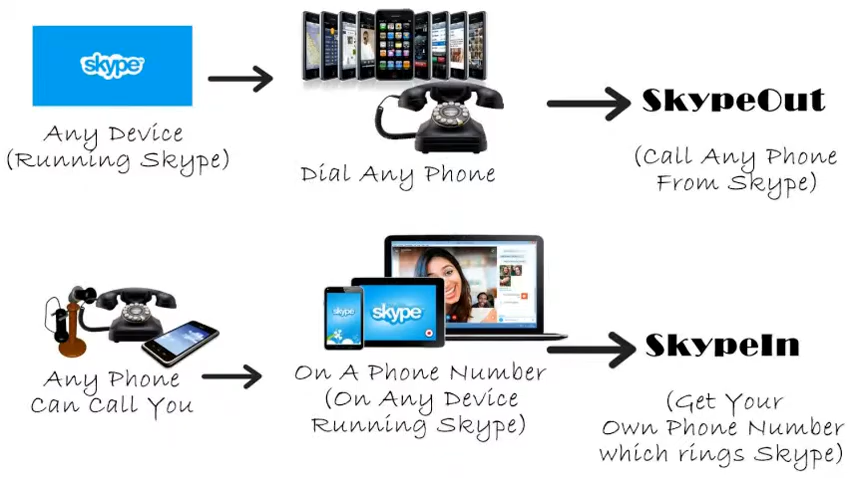 skype
Any Device
(Running Skype)
Dial Any Phone
SkypeOut
(Call Any Phone
From Skype)
Any Phone
Can Call You
skype
skype
On A Phone Number
(On Any Device
Running Skype)
SkypeIn
(Get Your
Own Phone Number
which rings Skype)